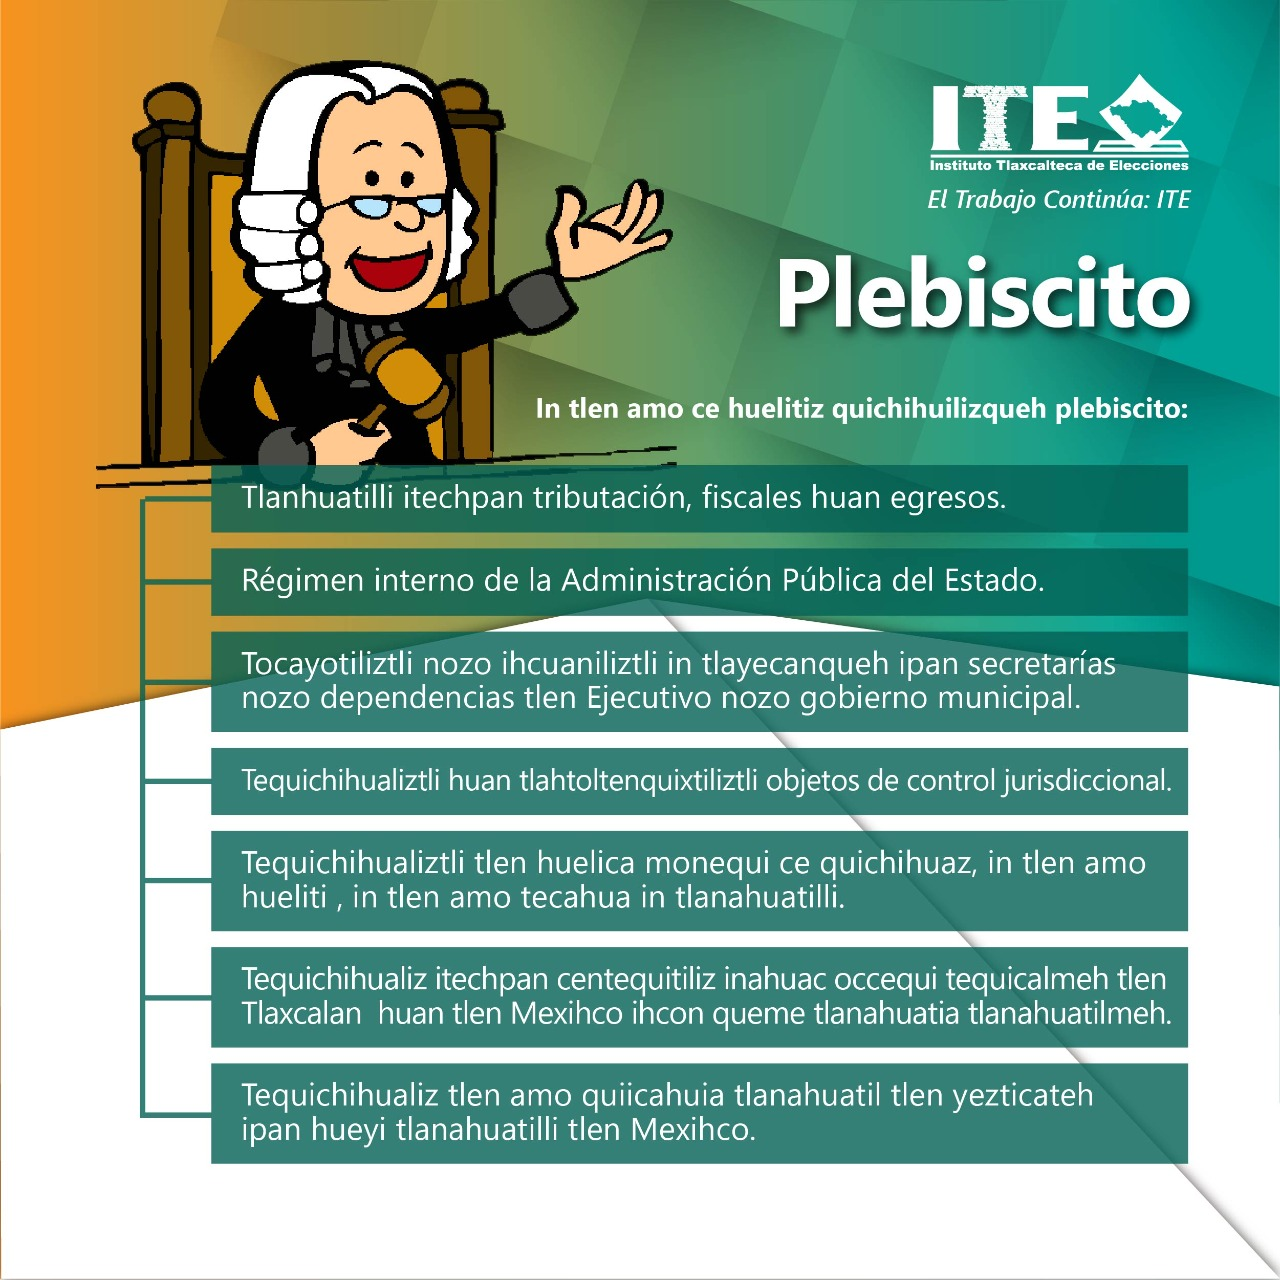 ITE
Instituto Tlaxcalteca de Elecciones
El Trabajo Continúa: ITE
Plebiscito
In tlen amo ce huelitiz quichihuilizqueh plebiscito:
Tlanhuatilli itechpan tributación, fiscales huan egresos.
Régimen interno de la Administración Pública del Estado.
Tocayotiliztli nozo ihcuaniliztli in tlayecanqueh ipan secretarías
nozo dependencias tlen Ejecutivo nozo gobierno municipal.
Tequichihualiztli huan tlahtoltenquixtiliztli objetos de control jurisdiccional.
Tequichihualiztli tlen huelica monequi ce quichihuaz, in tlen amo
hueliti , in tlen amo tecahua in tlanahuatilli.
Tequichihualiz itechpan centequitiliz inahuac occequi tequicalmeh tlen
Tlaxcalan  huan tlen Mexihco ihcon queme tlanahuatia tlanahuatilmeh.
Tequichihualiz tlen amo quiicahuia tlanahuatil tlen yezticateh
ipan hueyi tlanahuatilli tlen Mexihco.